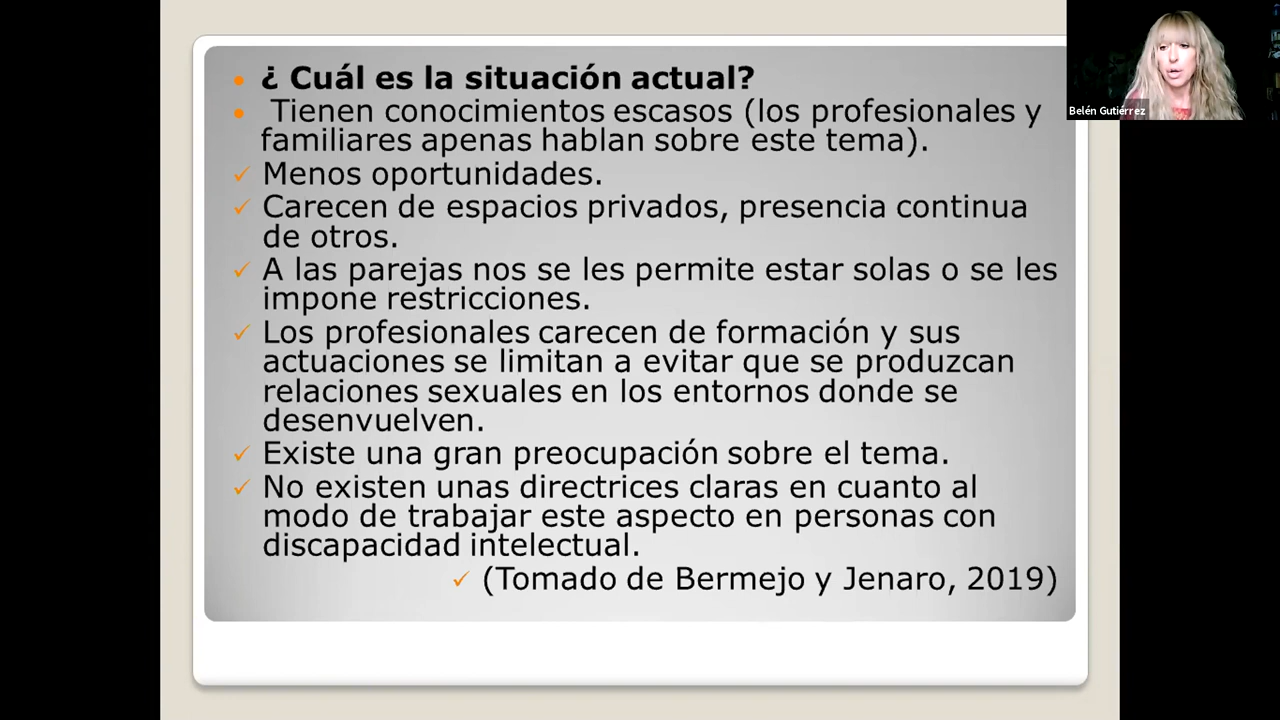 ¿ Cuál es la situación actual?
Tienen conocimientos escasos (los profesionales y
familiares apenas hablan sobre este tema).
Menos oportunidades.
Carecen de espacios privados, presencia continua
de otros.
A las parejas nos se les permite estar solas o se les
impone restricciones.
Los profesionales carecen de formación y sus
actuaciones se limitan a evitar que se produzcan
relaciones sexuales en los entornos donde se
desenvuelven.
Existe una gran preocupación sobre el tema.
No existen unas directrices claras en cuanto al
modo de trabajar este aspecto en personas con
discapacidad intelectual.
(Tomado de Bermejo y Jenaro, 2019)
Belén Gutiérrez